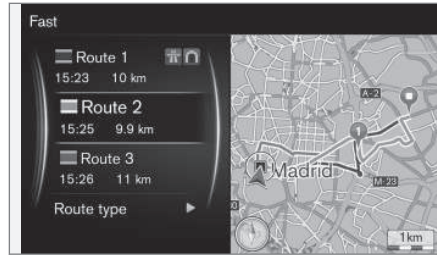 Fast
Route 1
15:23 10 km
Route 2
15:25 9.9 km
Route 3
15:26 11 km
Route type
A-2
1
Madrid
M-23
1km